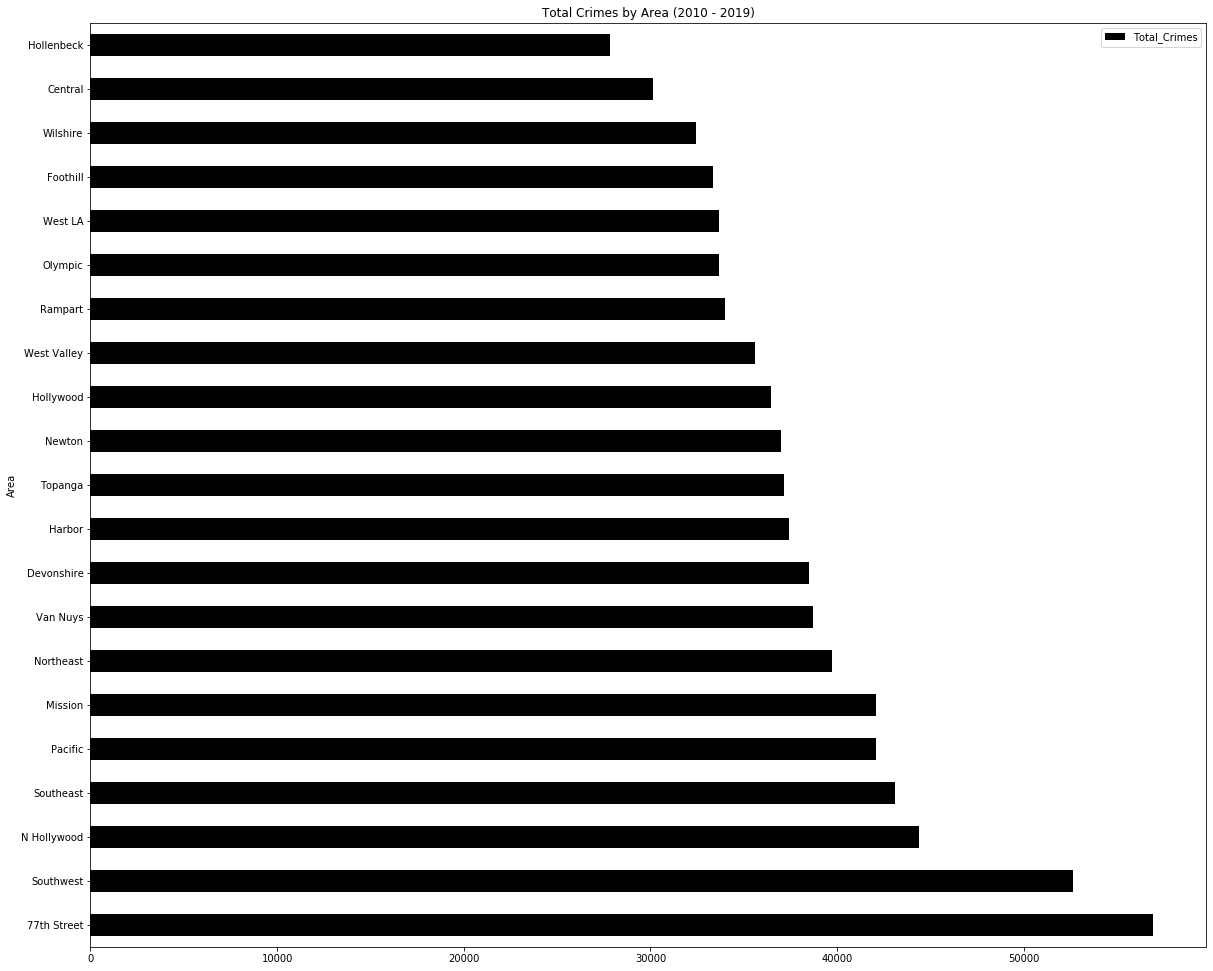 Total Crimes by Area (2010 - 2019)
Total_Crimes
Hollenbeck
Central
Wilshire
Foothill
West LA
Olympic
Rampart
West Valley
Hollywood
Newton
Topanga
Harbor
Devonshire
Van Nuys
Northeast
Mission
Pacific
Southeast
N Hollywood
Southwest
77th Street
Area
0 10000 20000 30000 40000 50000